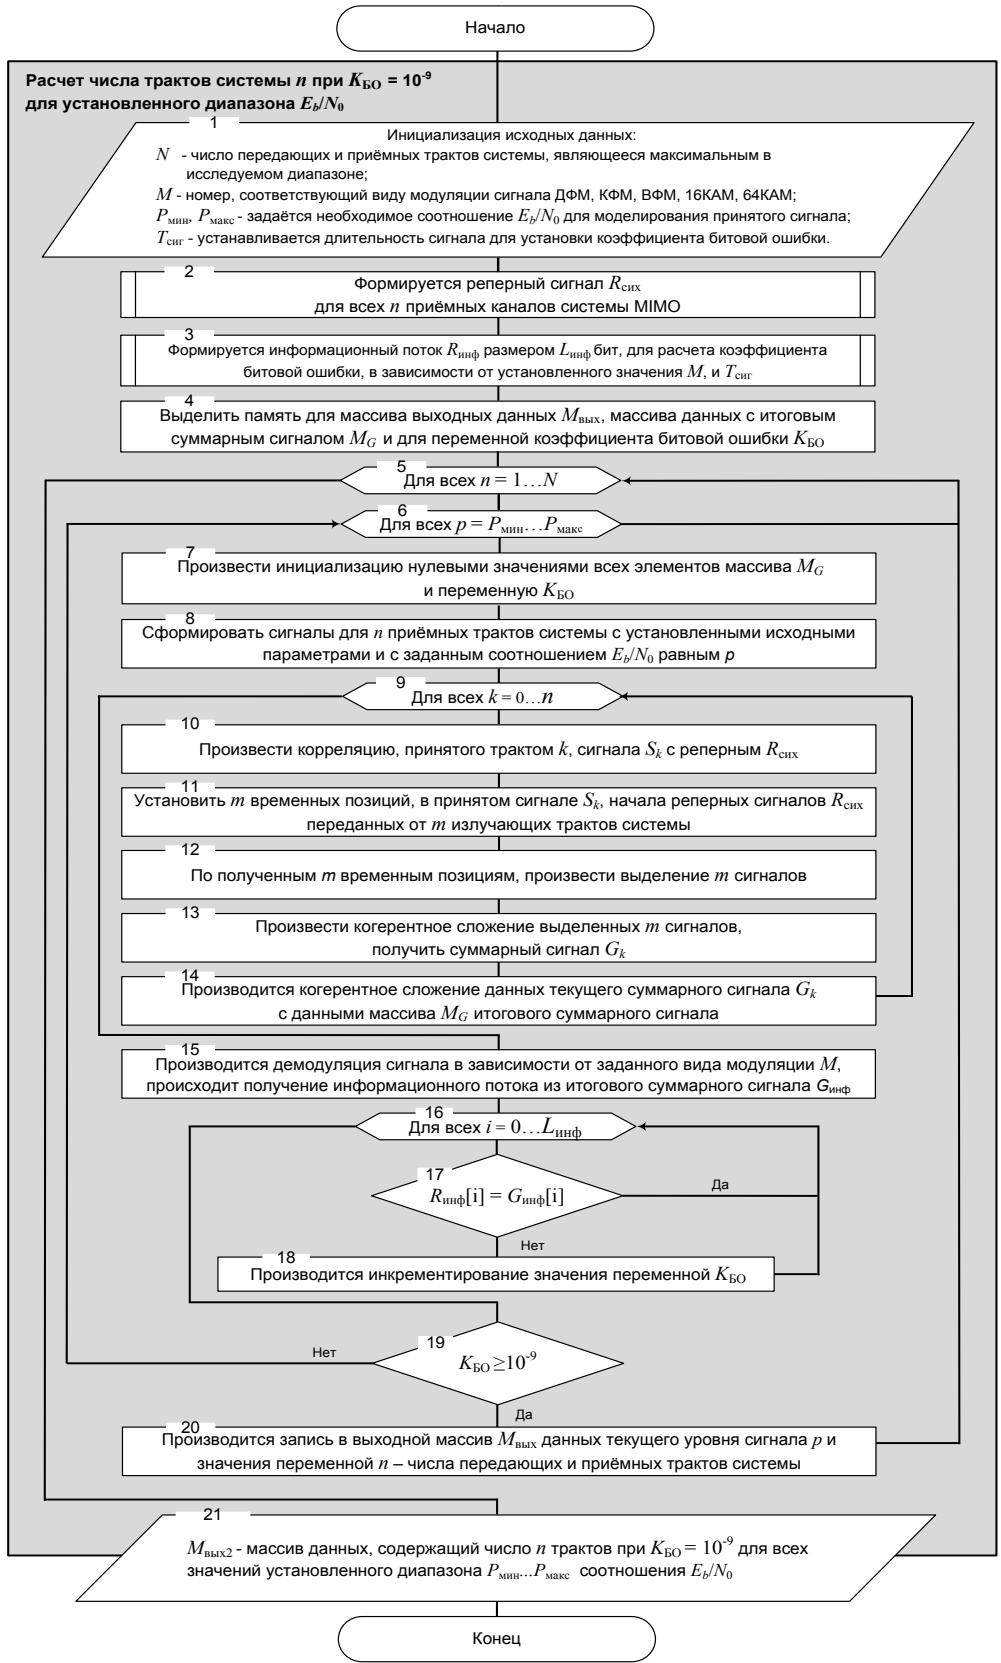 Начало
Расчет числа трактов системы n при KБО = 10-9
для установленного диапазона Eb/N0
1
Инициализация исходных данных:
N - число передающих и приёмных трактов системы, являющееся максимальным в
исследуемом диапазоне;
M - номер, соответствующий виду модуляции сигнала ДФМ, КФМ, ВФМ, 16КАМ, 64КАМ;
Pмин, Pмакс - задаётся необходимое соотношение Eb/N0 для моделирования принятого сигнала;
Tсиг - устанавливается длительность сигнала для установки коэффициента битовой ошибки.
2
Формируется реперный сигнал Rсих
для всех n приёмных каналов системы MIMO
3
Формируется информационный поток Rинф размером Lинф бит, для расчета коэффициента
битовой ошибки, в зависимости от установленного значения M, и Tсиг
4
Выделить память для массива выходных данных Mвых, массива данных с итоговым
суммарным сигналом MG и для переменной коэффициента битовой ошибки KБО
5
Для всех n = 1…N
6
Для всех p = Pмин…Pмакс
7
Произвести инициализацию нулевыми значениями всех элементов массива MG
и переменную KБО
8
Сформировать сигналы для n приёмных трактов системы с установленными исходными
параметрами и с заданным соотношением Eb/N0 равным p
9
Для всех k = 0…n
10
Произвести корреляцию, принятого трактом k, сигнала Sk с реперным Rсих
11
Установить m временных позиций, в принятом сигнале Sk, начала реперных сигналов Rсих
переданных от m излучающих трактов системы
12
По полученным m временным позициям, произвести выделение m сигналов
13
Произвести когерентное сложение выделенных m сигналов,
получить суммарный сигнал Gk
14
Производится когерентное сложение данных текущего суммарного сигнала Gk
с данными массива MG итогового суммарного сигнала
15
Производится демодуляция сигнала в зависимости от заданного вида модуляции M,
происходит получение информационного потока из итогового суммарного сигнала Gинф
16
Для всех i = 0…Lинф
17
Rинф[i] = Gинф[i]
Да
Нет
18
Производится инкрементирование значения переменной KБО
19
KБО ≥10-9
Нет
Да
20
Производится запись в выходной массив Mвых данных текущего уровня сигнала p и
значения переменной n – числа передающих и приёмных трактов системы
21
Mвых2 - массив данных, содержащий число n трактов при KБО = 10-9 для всех
значений установленного диапазона Pмин...Pмакс соотношения Eb/N0
Конец